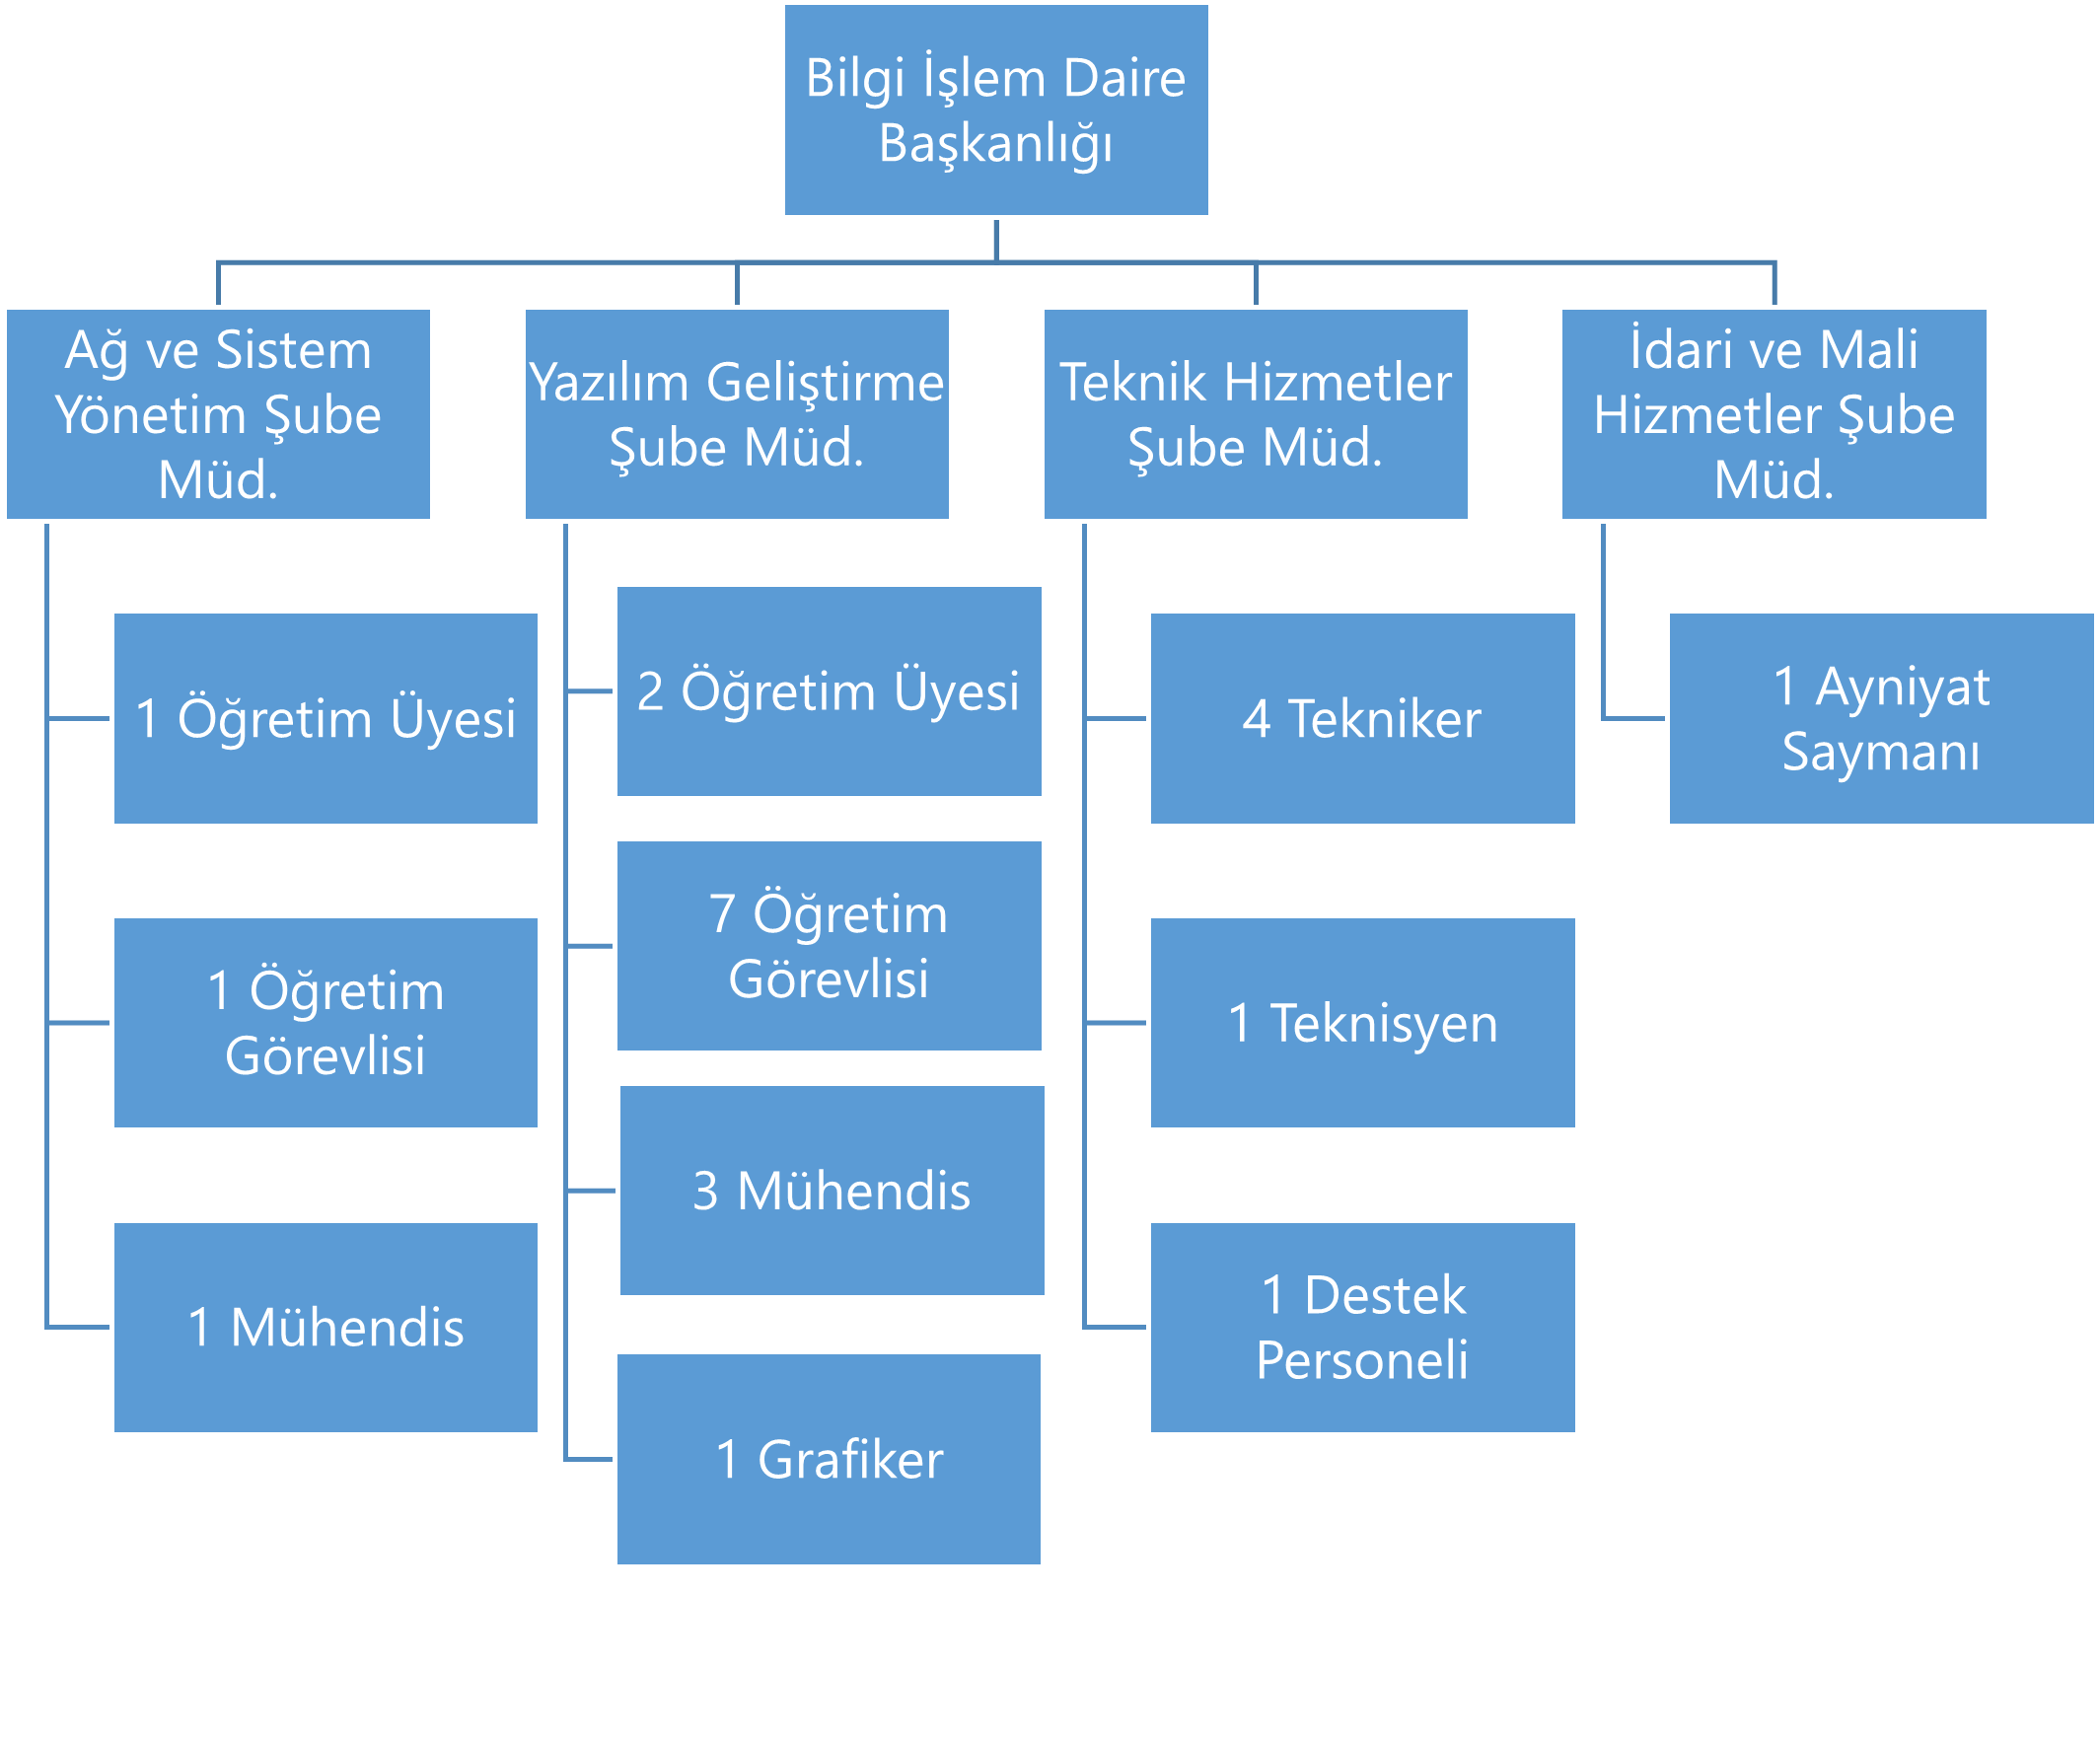 Bilgi İşlem Daire
Başkanlığı
Ağ ve Sistem
Yönetim Şube
Müd.
Yazılım Geliştirme
Şube Müd.
Teknik Hizmetler
Şube Müd.
İdari ve Mali
Hizmetler Şube
Müd.
1 Öğretim Üyesi
1 Öğretim
Görevlisi
1 Mühendis
2 Öğretim Üyesi
7 Öğretim
Görevlisi
3 Mühendis
1 Grafiker
4 Tekniker
1 Teknisyen
1 Destek
Personeli
1 Ayniyat
Saymanı